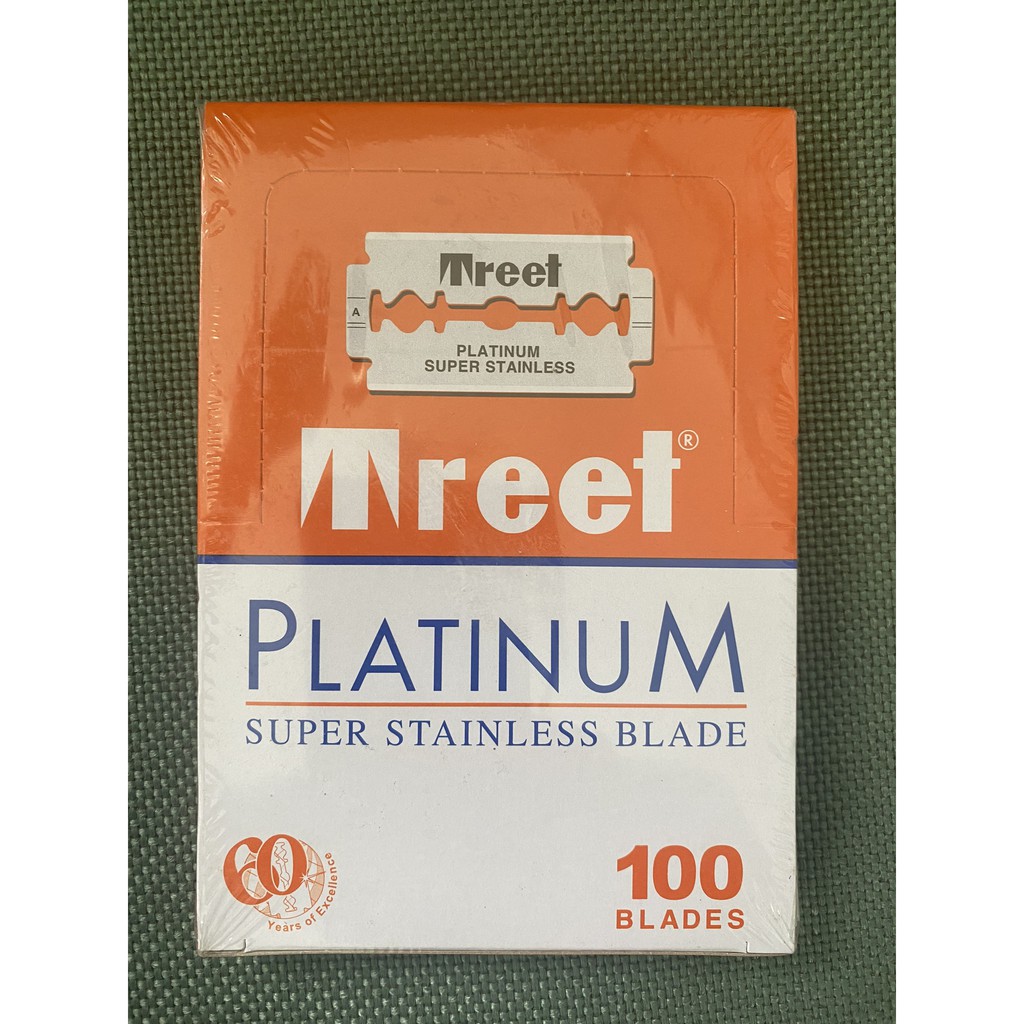 Treet
A
PLATINUM
SUPER STAINLESS
Treet®
PLATINUM
SUPER STAINLESS BLADE
60
Years of Excellence
100
BLADES